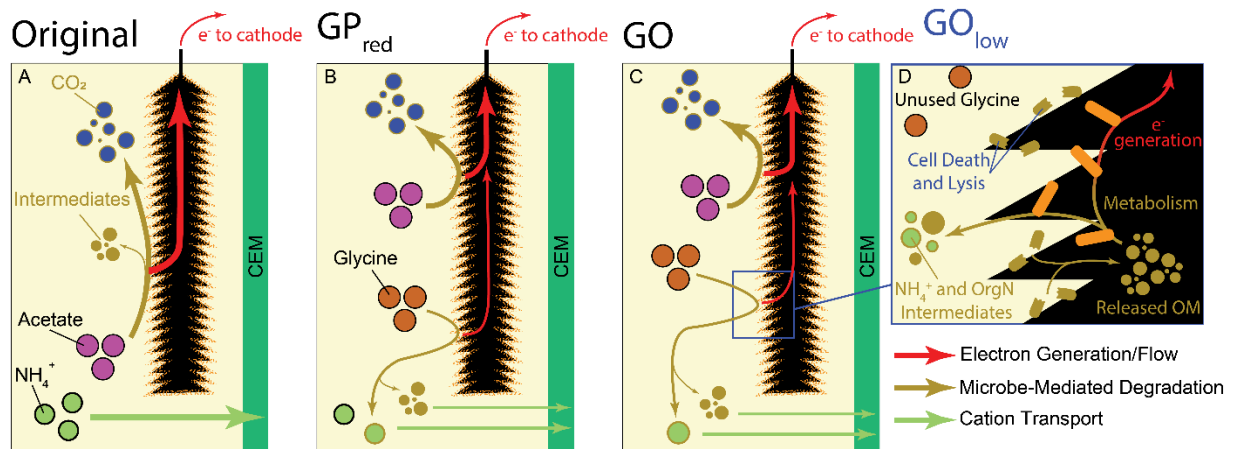 Original
GP red
GO
GO low
e⁻ to cathode
e⁻ to cathode
e⁻ to cathode
A
CO₂
Intermediates
Acetate
NH₄⁺
CEM
B
Glycine
CEM
C
CEM
D
Unused Glycine
Cell Death
and Lysis
e⁻
generation
Metabolism
NH₄⁺ and OrgN
Intermediates
Released OM
Electron Generation/Flow
Microbe-Mediated Degradation
Cation Transport